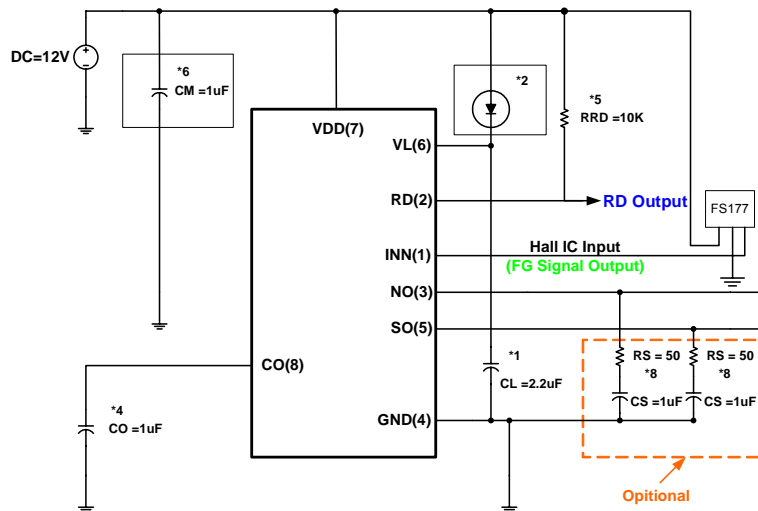 DC=12V
*6
CM =1uF
*2
*5
RRD =10K
VDD(7)
VL(6)
RD(2)
RD Output
FS177
INN(1)
Hall IC Input
(FG Signal Output)
NO(3)
SO(5)
CO(8)
*1
CL =2.2uF
RS = 50
*8
CS =1uF
RS = 50
*8
CS =1uF
*4
CO =1uF
GND(4)
Opitional